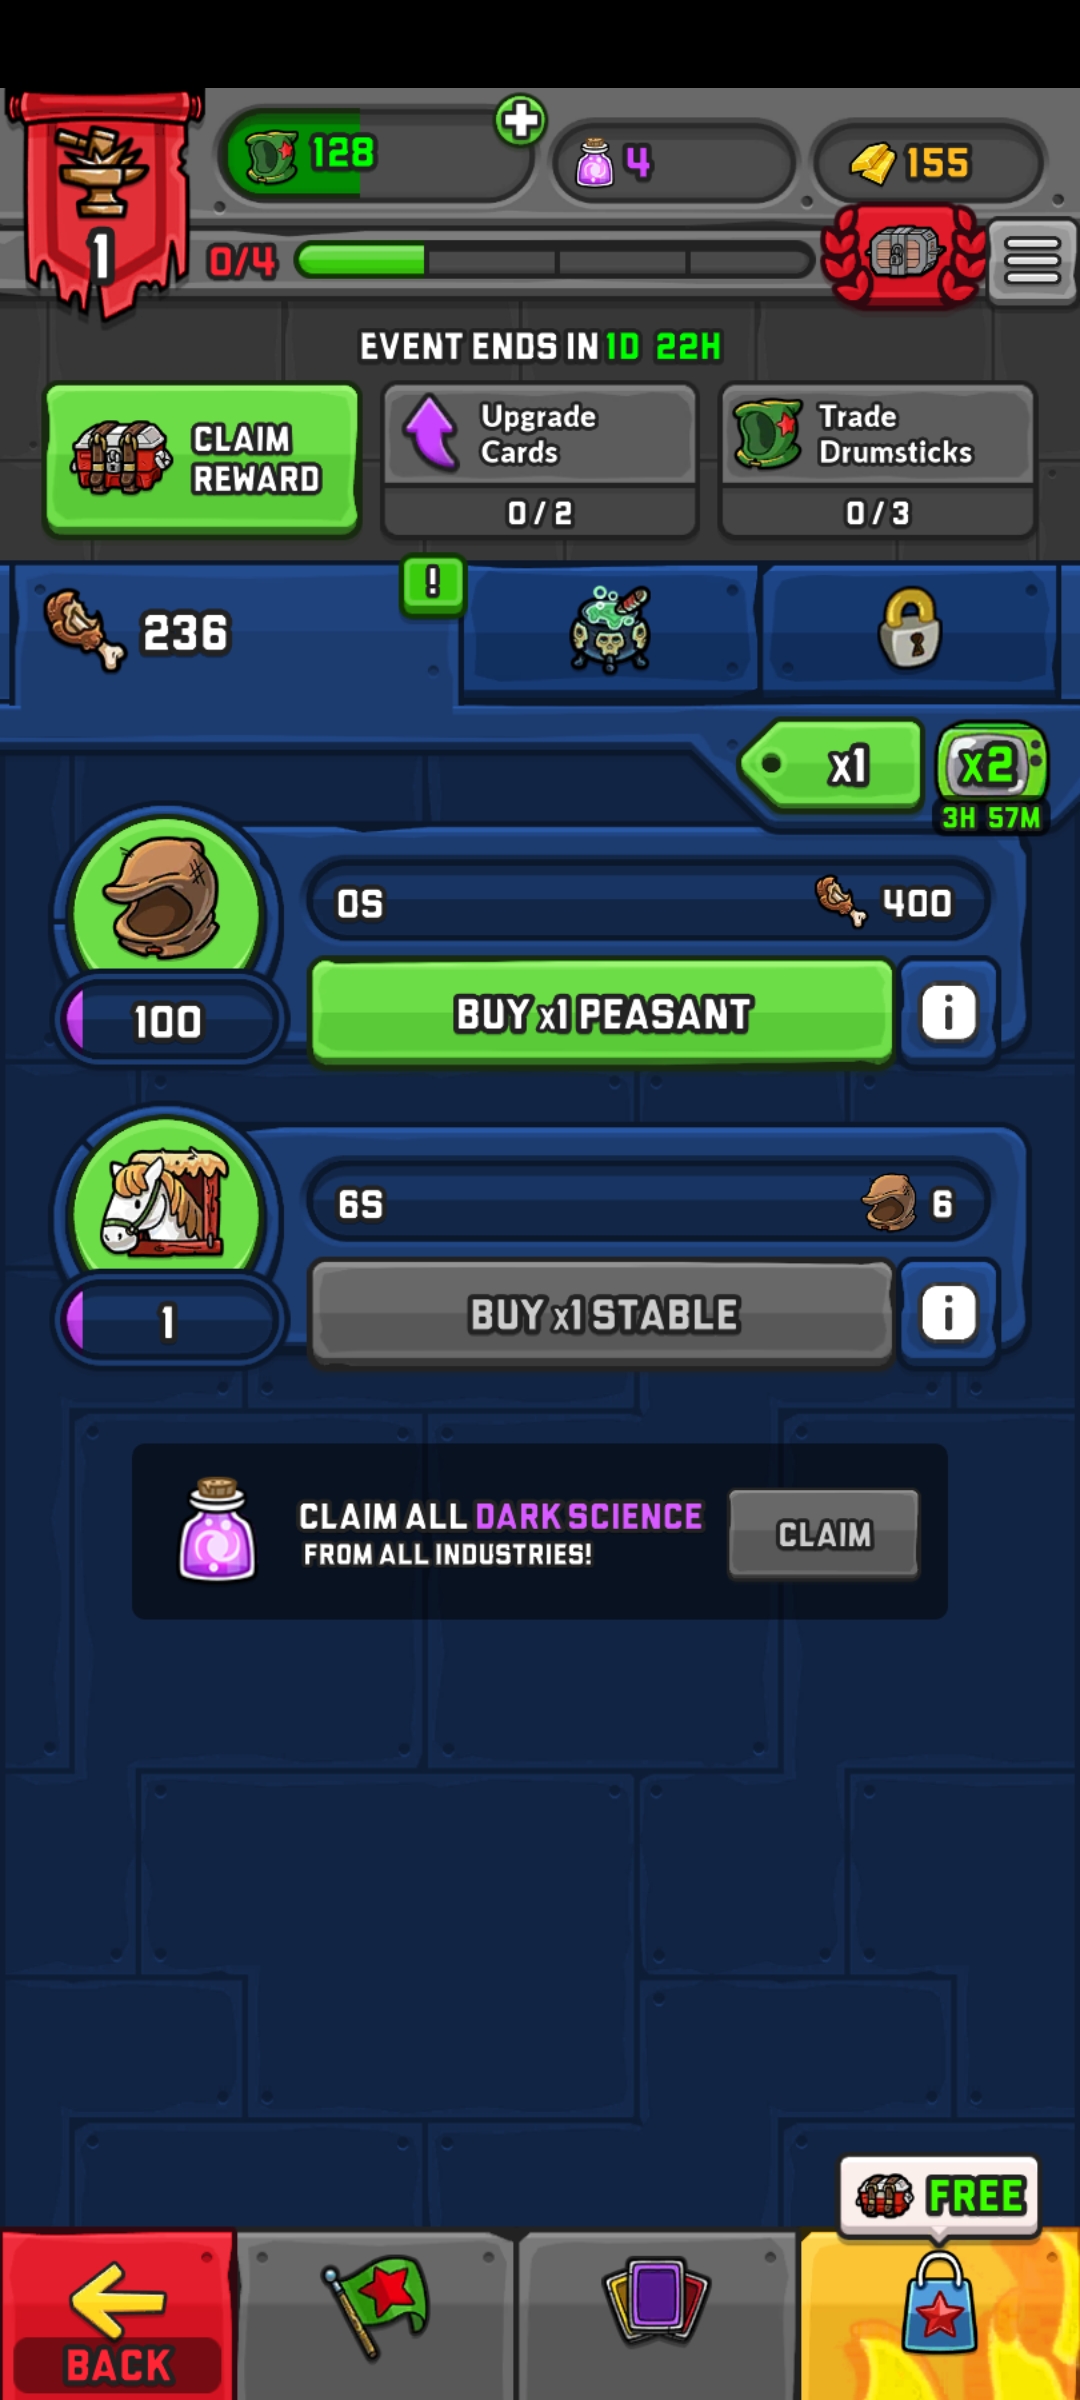 128
4
155
1
0/4
EVENT ENDS IN 1D 22H
CLAIM
REWARD
Upgrade
Cards
0/2
Trade
Drumsticks
0/3
236
!
x1
x2
3H 57M
0S
400
100
BUY x1 PEASANT
i
6S
6
1
BUY x1 STABLE
i
CLAIM ALL DARK SCIENCE
FROM ALL INDUSTRIES!
CLAIM
FREE
BACK